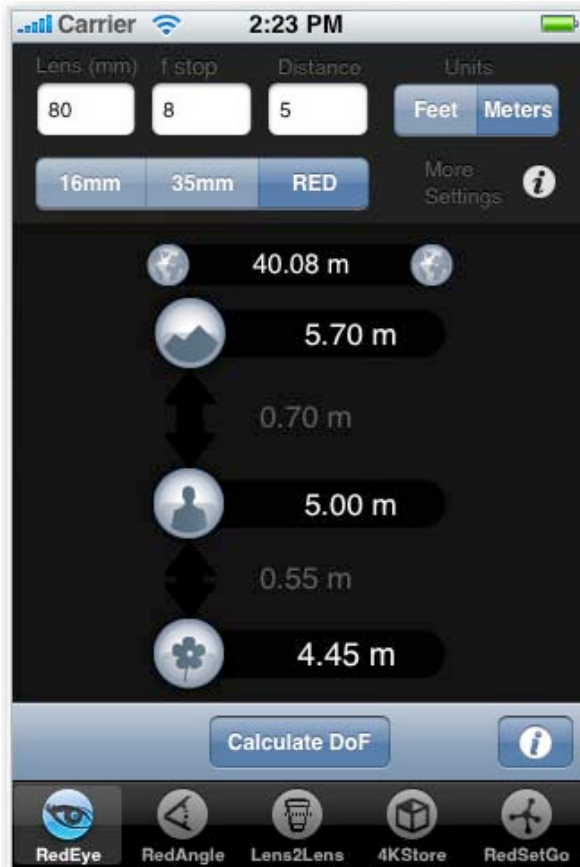 Carrier 2:23 PM
Lens (mm) f stop Distance Units
80 8 5 Feet Meters
16mm 35mm RED More Settings i
40.08 m
5.70 m
0.70 m
5.00 m
0.55 m
4.45 m
Calculate DoF i
RedEye RedAngle Lens2Lens 4KStore RedSetGo